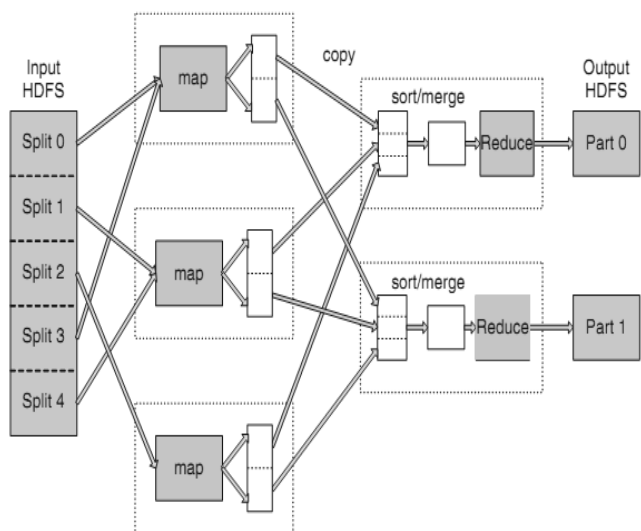 Input
HDFS
Split 0
Split 1
Split 2
Split 3
Split 4
map
map
map
copy
sort/merge
Reduce
sort/merge
Reduce
Output
HDFS
Part 0
Part 1